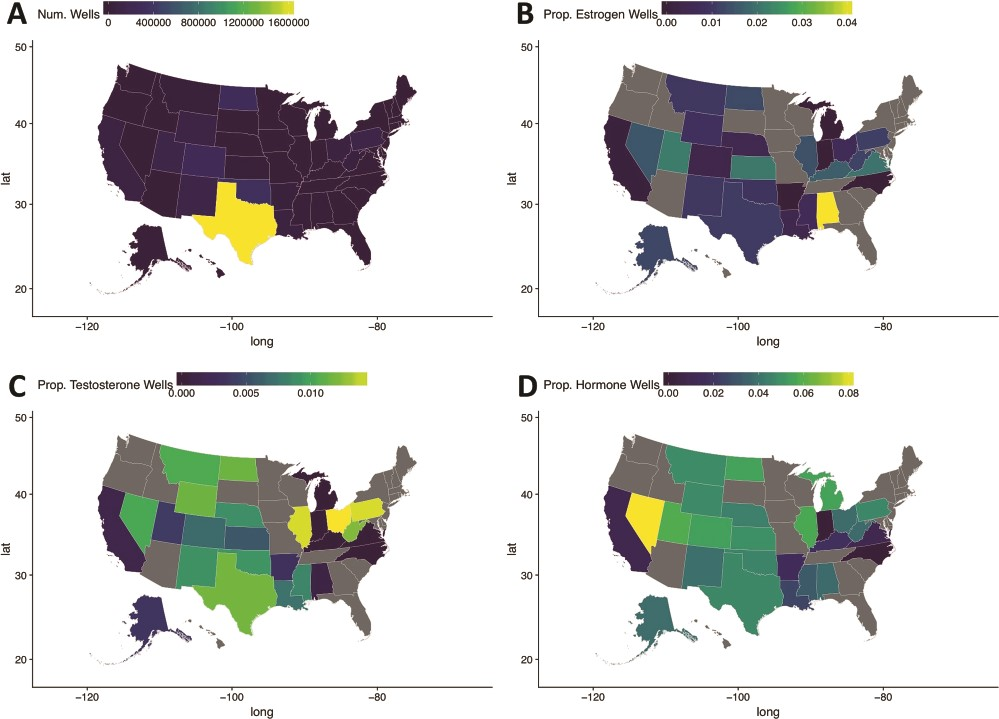 A Num. Wells 0 400000 800000 1200000 1600000
lat
50
40
30
20
−120 −100 −80
long
B Prop. Estrogen Wells 0.00 0.01 0.02 0.03 0.04
lat
50
40
30
20
−120 −100 −80
long
C Prop. Testosterone Wells 0.000 0.005 0.010
lat
50
40
30
20
−120 −100 −80
long
D Prop. Hormone Wells 0.00 0.02 0.04 0.06 0.08
lat
50
40
30
20
−120 −100 −80
long